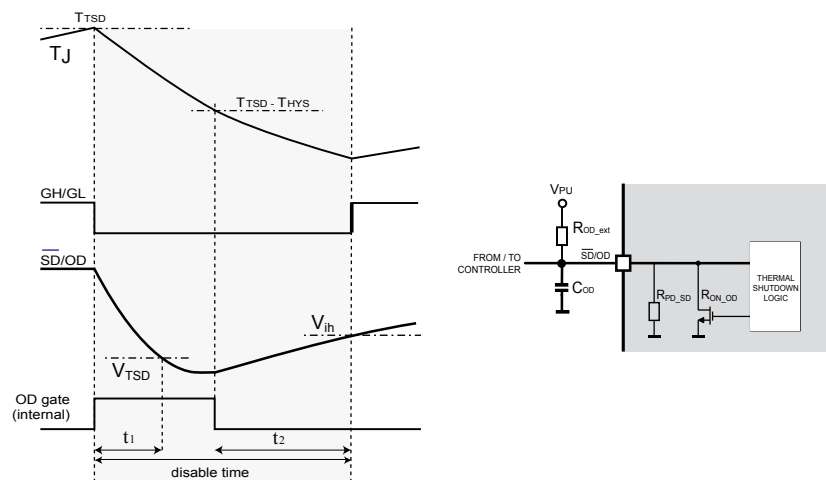 TTSD
TJ
TTSD - THYS
GH/GL
SD/OD
Vih
VTSD
OD gate
(internal)
t1
t2
disable time
VPU
ROD_ext
FROM / TO
CONTROLLER
SD/OD
COD
RPD_SD
RON_OD
THERMAL
SHUTDOWN
LOGIC